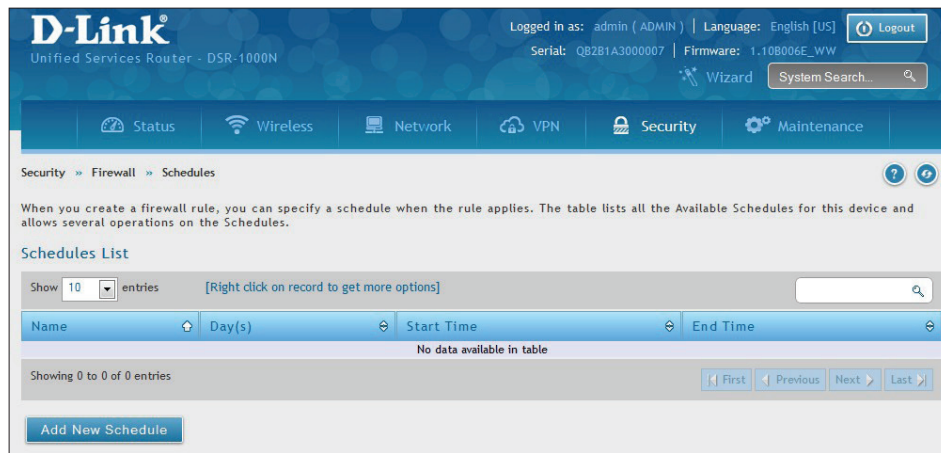 D-Link®
Unified Services Router - DSR-1000N
Logged in as: admin ( ADMIN ) | Language: English [US]
Logout
Serial: QB2B1A3000007 | Firmware: 1.10B006E_WW
Wizard
System Search...
Status
Wireless
Network
VPN
Security
Maintenance
Security » Firewall » Schedules
?
When you create a firewall rule, you can specify a schedule when the rule applies. The table lists all the Available Schedules for this device and
allows several operations on the Schedules.
Schedules List
Show 10 entries
[Right click on record to get more options]
Name
Day(s)
Start Time
End Time
No data available in table
Showing 0 to 0 of 0 entries
First
Previous
Next
Last
Add New Schedule